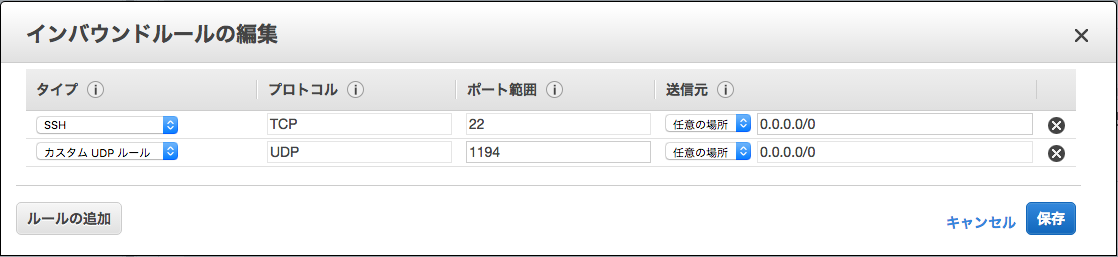 インバウンドルールの編集
タイプ プロトコル ポート範囲 送信元
SSH TCP 22 任意の場所 0.0.0.0/0
カスタム UDP ルール UDP 1194 任意の場所 0.0.0.0/0
ルールの追加 キャンセル 保存